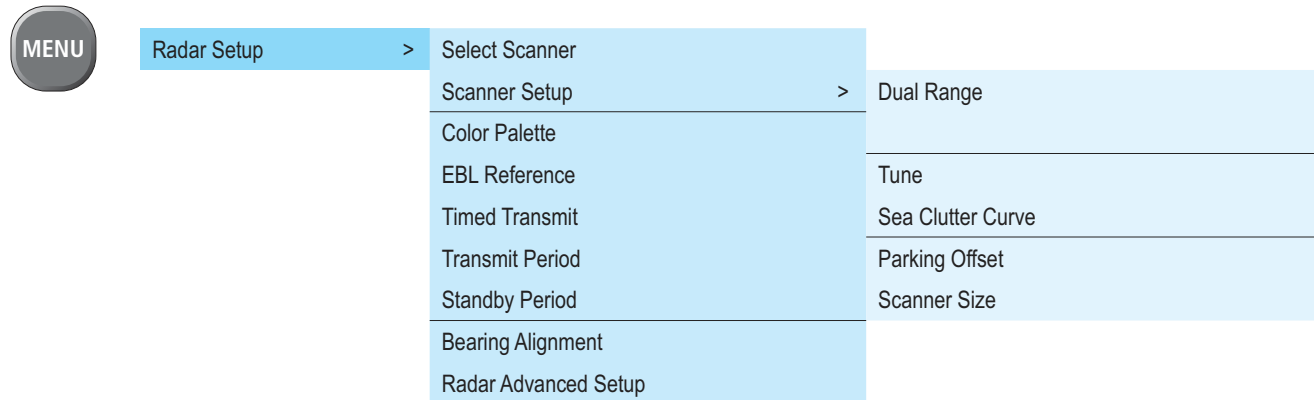 MENU
Radar Setup > Select Scanner
Scanner Setup > Dual Range
Color Palette
EBL Reference Tune
Timed Transmit Sea Clutter Curve
Transmit Period Parking Offset
Standby Period Scanner Size
Bearing Alignment
Radar Advanced Setup